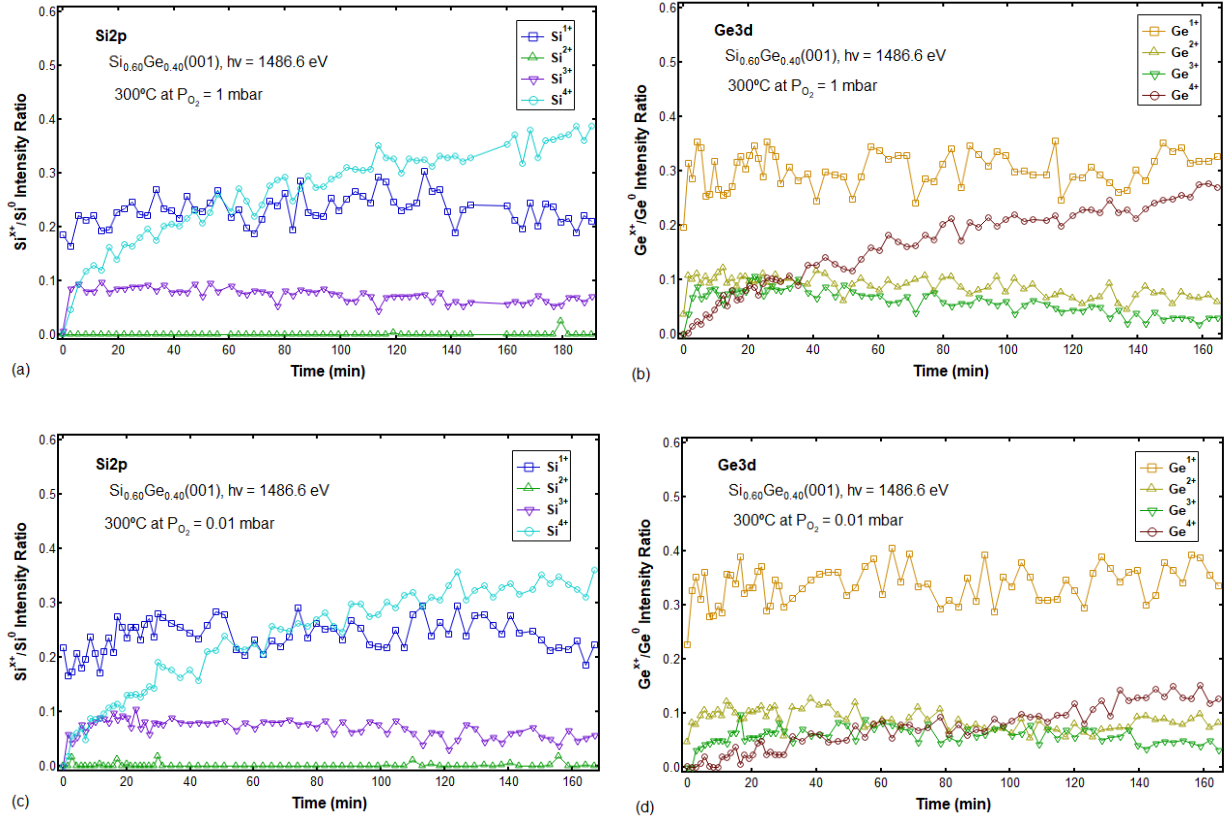 Si2p
Si0.60Ge0.40(001), hv = 1486.6 eV
300ºC at PO2 = 1 mbar
Si1+
Si2+
Si3+
Si4+
Six+/Si0 Intensity Ratio
0.6
0.5
0.4
0.3
0.2
0.1
0.0
0 20 40 60 80 100 120 140 160 180
Time (min)
(a)
Ge3d
Si0.60Ge0.40(001), hv = 1486.6 eV
300ºC at PO2 = 1 mbar
Ge1+
Ge2+
Ge3+
Ge4+
Gex+/Ge0 Intensity Ratio
0.6
0.5
0.4
0.3
0.2
0.1
0.0
0 20 40 60 80 100 120 140 160
Time (min)
(b)
Si2p
Si0.60Ge0.40(001), hv = 1486.6 eV
300ºC at PO2 = 0.01 mbar
Si1+
Si2+
Si3+
Si4+
Six+/Si0 Intensity Ratio
0.6
0.5
0.4
0.3
0.2
0.1
0.0
0 20 40 60 80 100 120 140 160
Time (min)
(c)
Ge3d
Si0.60Ge0.40(001), hv = 1486.6 eV
300ºC at PO2 = 0.01 mbar
Ge1+
Ge2+
Ge3+
Ge4+
Gex+/Ge0 Intensity Ratio
0.6
0.5
0.4
0.3
0.2
0.1
0.0
0 20 40 60 80 100 120 140 160
Time (min)
(d)